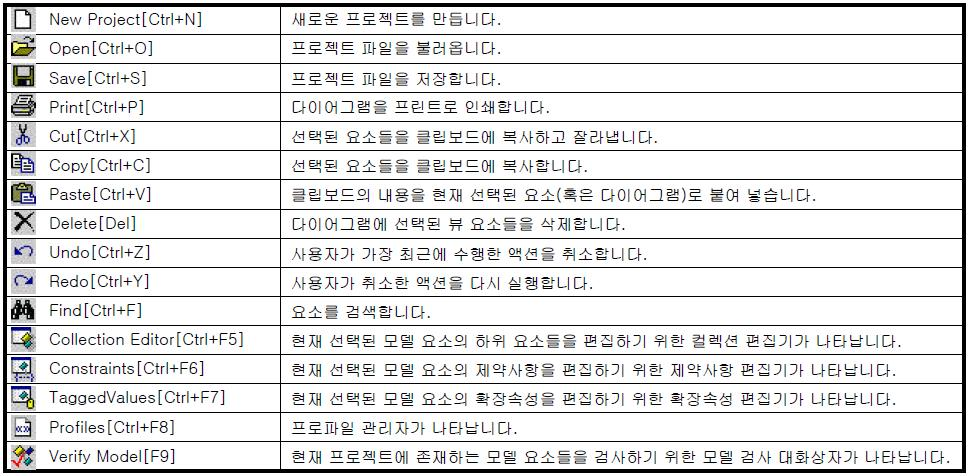 New Project[Ctrl+N] 새로운 프로젝트를 만듭니다.
Open[Ctrl+O] 프로젝트 파일을 불러옵니다.
Save[Ctrl+S] 프로젝트 파일을 저장합니다.
Print[Ctrl+P] 다이어그램을 프린트로 인쇄합니다.
Cut[Ctrl+X] 선택된 요소들을 클립보드에 복사하고 잘라냅니다.
Copy[Ctrl+C] 선택된 요소들을 클립보드에 복사합니다.
Paste[Ctrl+V] 클립보드의 내용을 현재 선택된 요소(혹은 다이어그램)로 붙여 넣습니다.
Delete[Del] 다이어그램에 선택된 뷰 요소들을 삭제합니다.
Undo[Ctrl+Z] 사용자가 가장 최근에 수행한 액션을 취소합니다.
Redo[Ctrl+Y] 사용자가 취소한 액션을 다시 실행합니다.
Find[Ctrl+F] 요소를 검색합니다.
Collection Editor[Ctrl+F5] 현재 선택된 모델 요소의 하위 요소들을 편집하기 위한 컬렉션 편집기가 나타납니다.
Constraints[Ctrl+F6] 현재 선택된 모델 요소의 제약사항을 편집하기 위한 제약사항 편집기가 나타납니다.
TaggedValues[Ctrl+F7] 현재 선택된 모델 요소의 확장속성을 편집하기 위한 확장속성 편집기가 나타납니다.
Profiles[Ctrl+F8] 프로파일 관리자가 나타납니다.
Verify Model[F9] 현재 프로젝트에 존재하는 모델 요소들을 검사하기 위한 모델 검사 대화상자가 나타납니다.